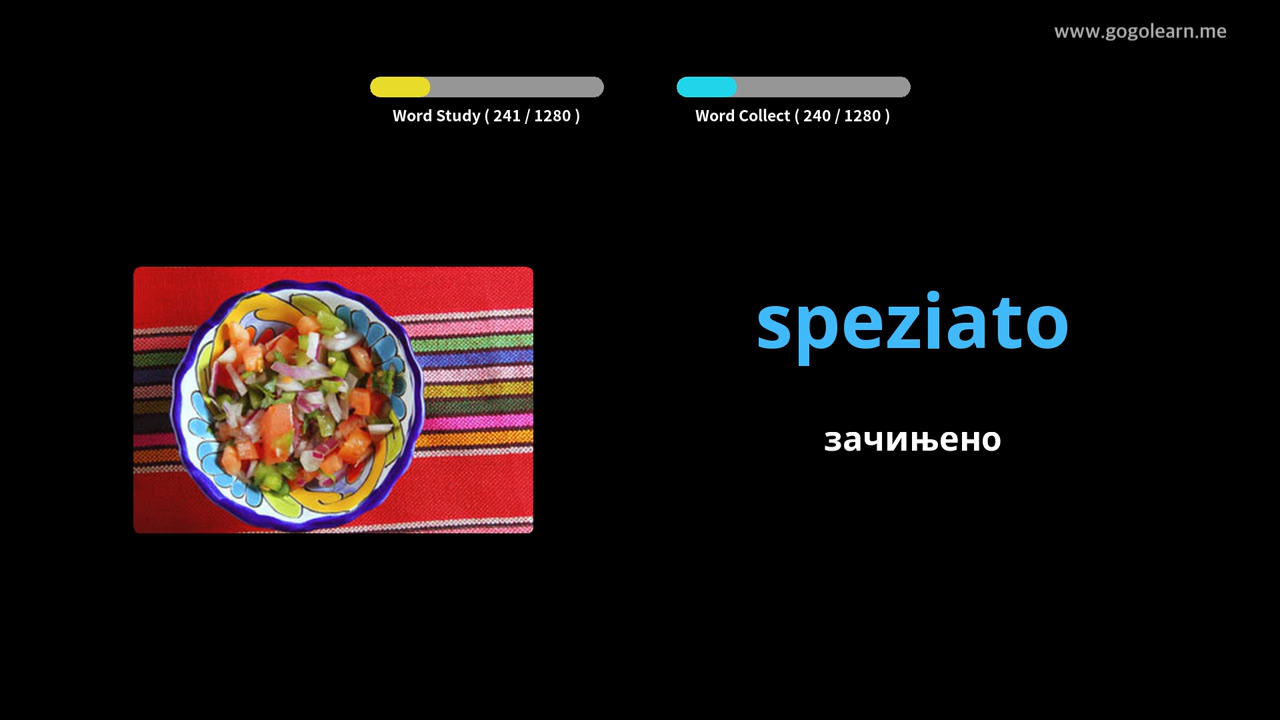 www.gogolearn.me
Word Study ( 241 / 1280 )
Word Collect ( 240 / 1280 )
speziato
зачињено